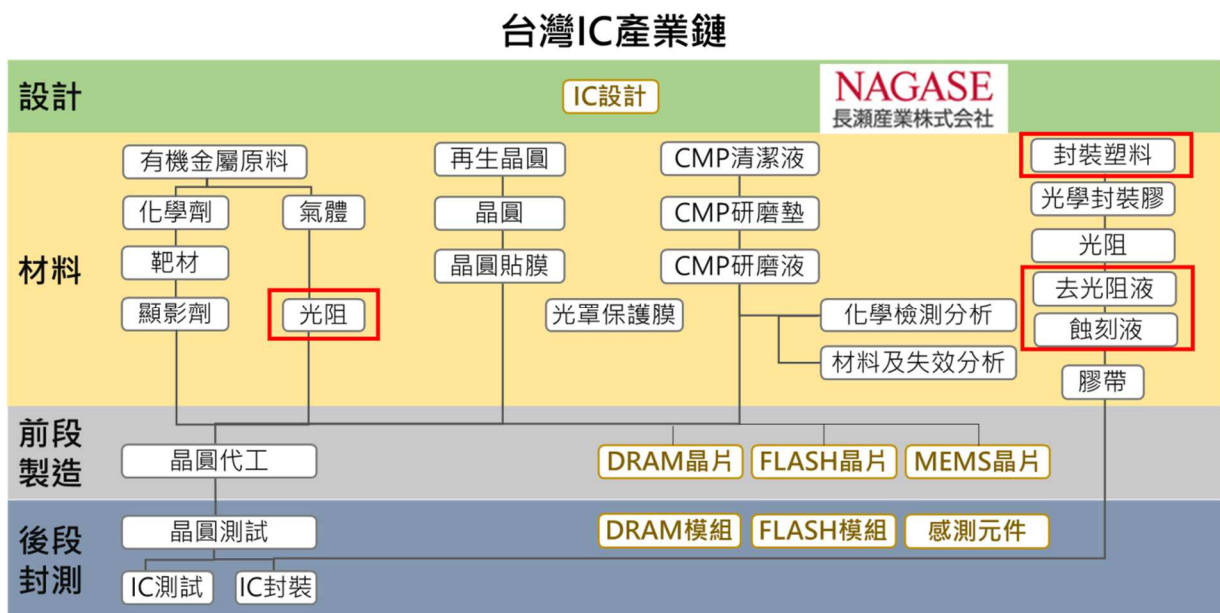 台灣IC產業鏈
設計
IC設計
NAGASE
長瀬産業株式会社
材料
有機金屬原料
再生晶圓
CMP清潔液
封裝塑料
化學劑
氣體
晶圓
CMP研磨墊
光學封裝膠
靶材
晶圓貼膜
CMP研磨液
光阻
顯影劑
光阻
光罩保護膜
化學檢測分析
去光阻液
蝕刻液
材料及失效分析
膠帶
前段
製造
晶圓代工
DRAM晶片
FLASH晶片
MEMS晶片
後段
封測
晶圓測試
DRAM模組
FLASH模組
感測元件
IC測試
IC封裝